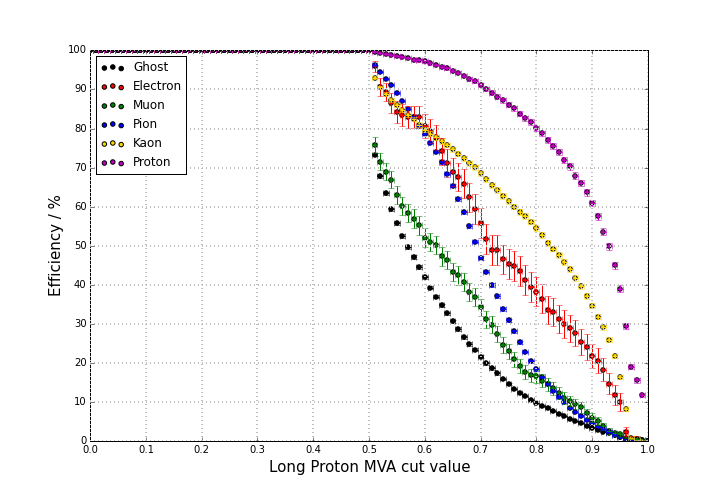 100
90
80
70
60
50
40
30
20
10
0
Efficiency / %
Ghost
Electron
Muon
Pion
Kaon
Proton
0.0 0.1 0.2 0.3 0.4 0.5 0.6 0.7 0.8 0.9 1.0
Long Proton MVA cut value